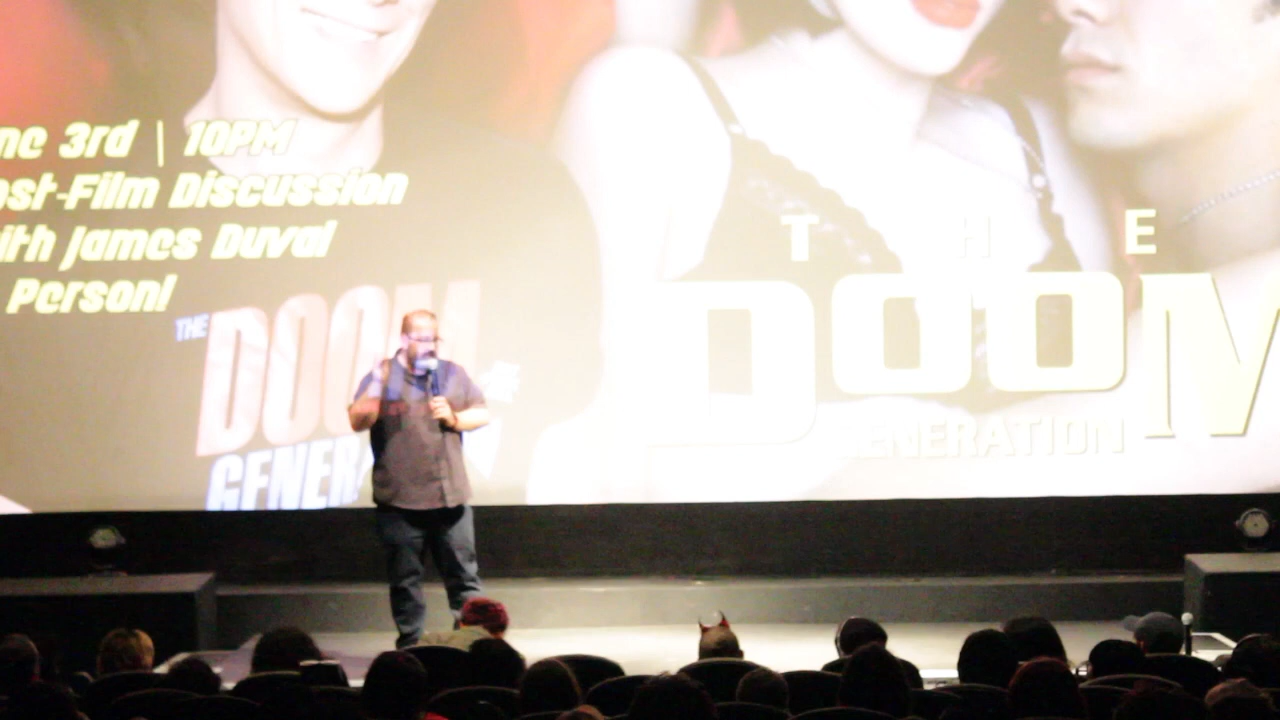 ne 3rd | 10PM
ost-Film Discussion
ith James Duval
Person!
THE
DOOM
GENER
THE
DOOM
GENERATION